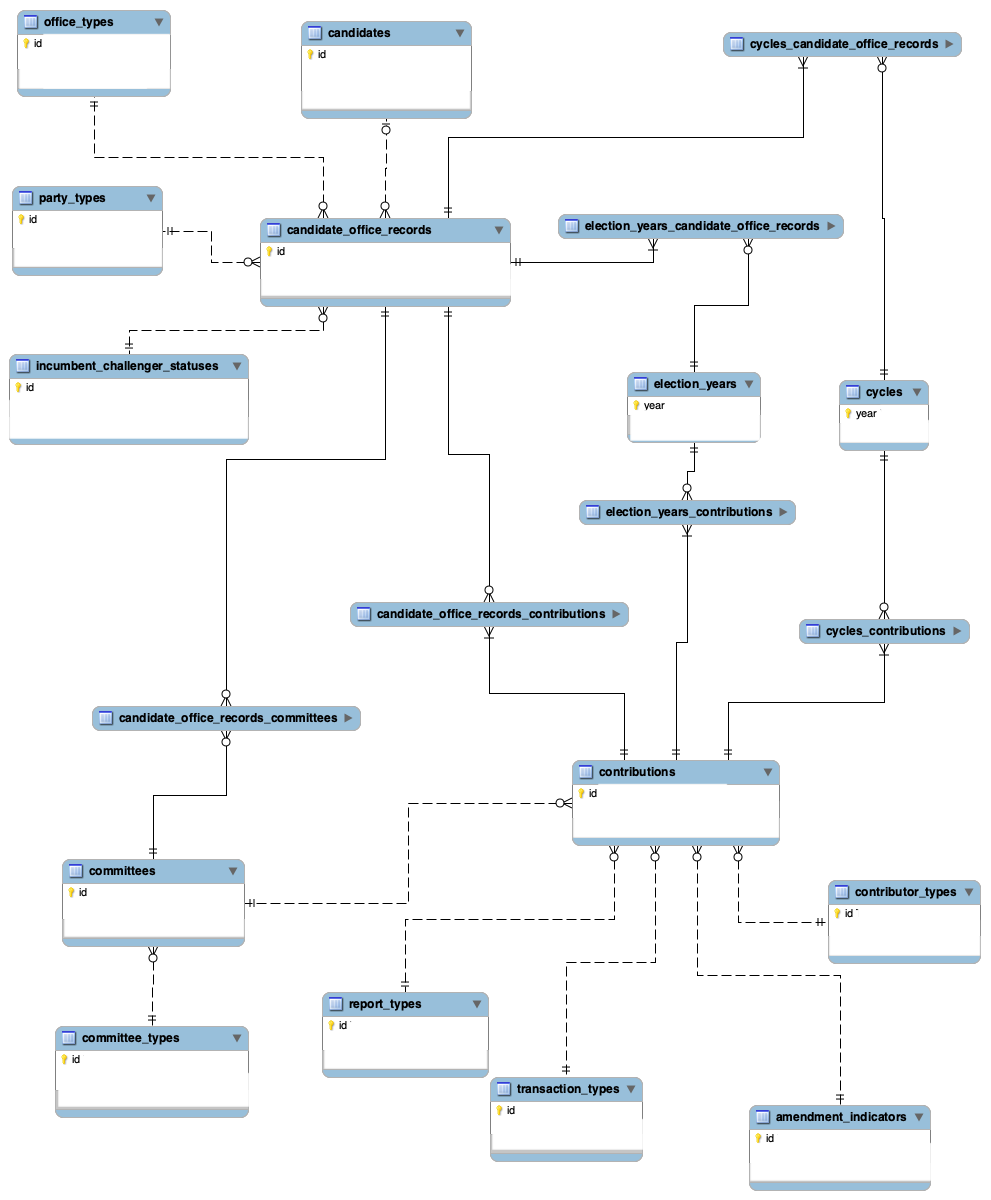 office_types
id
candidates
id
cycles_candidate_office_records
party_types
id
candidate_office_records
id
election_years_candidate_office_records
incumbent_challenger_statuses
id
election_years
year
cycles
year
election_years_contributions
candidate_office_records_contributions
cycles_contributions
candidate_office_records_committees
contributions
id
committees
id
contributor_types
id
report_types
id
committee_types
id
transaction_types
id
amendment_indicators
id